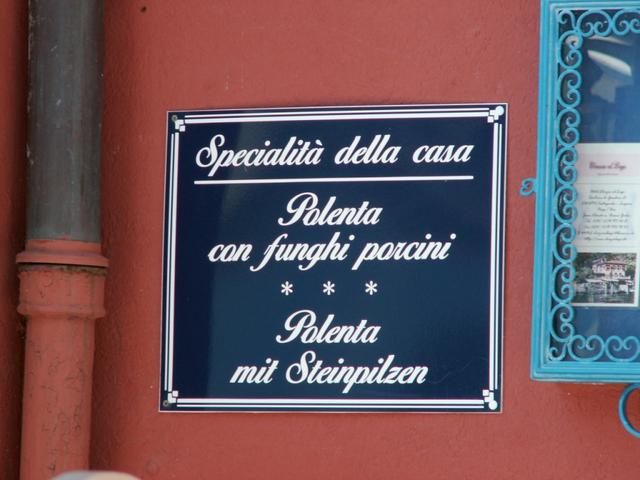 Specialità della casa
Polenta
con funghi porcini
* * *
Polenta
mit Steinpilzen